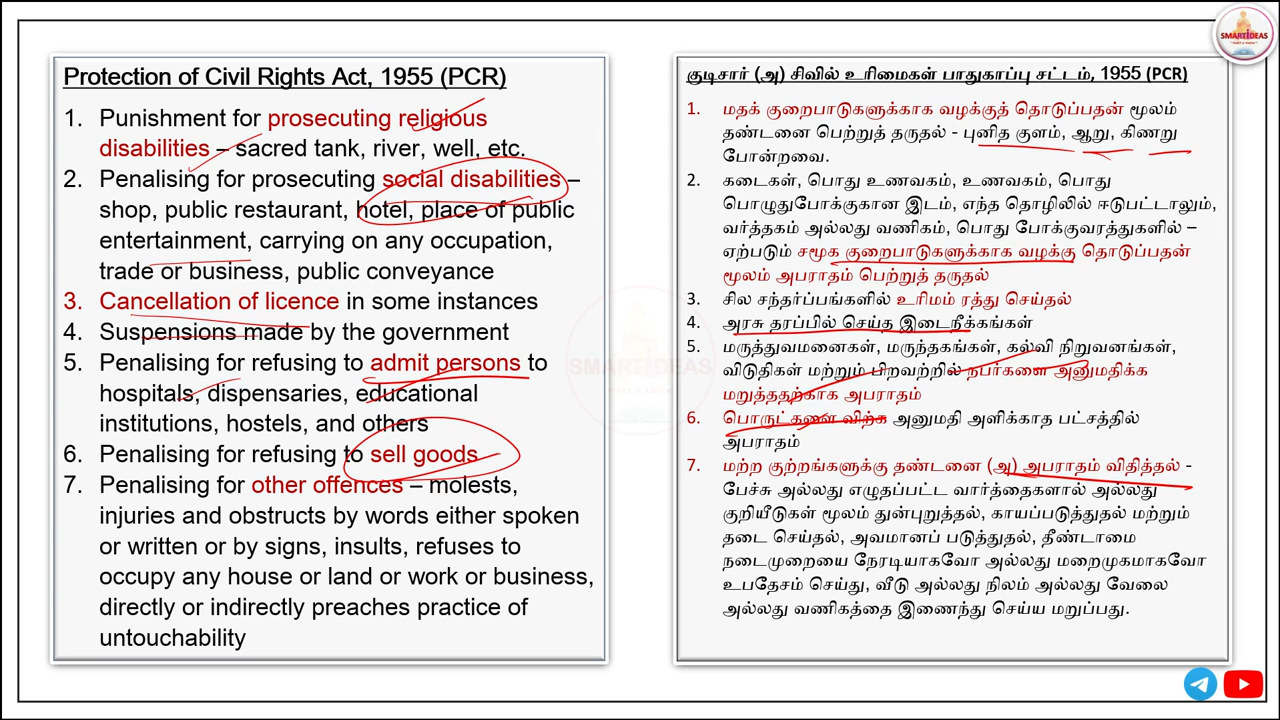 SMARTIDEAS
Protection of Civil Rights Act, 1955 (PCR)
1. Punishment for prosecuting religious
disabilities – sacred tank, river, well, etc.
2. Penalising for prosecuting social disabilities –
shop, public restaurant, hotel, place of public
entertainment, carrying on any occupation,
trade or business, public conveyance
3. Cancellation of licence in some instances
4. Suspensions made by the government
5. Penalising for refusing to admit persons to
hospitals, dispensaries, educational
institutions, hostels, and others
6. Penalising for refusing to sell goods
7. Penalising for other offences – molests,
injuries and obstructs by words either spoken
or written or by signs, insults, refuses to
occupy any house or land or work or business,
directly or indirectly preaches practice of
untouchability
குடிசார் (அ) சிவில் உரிமைகள் பாதுகாப்பு சட்டம், 1955 (PCR)
1. மதக் குறைபாடுகளுக்காக வழக்குத் தொடுப்பதன் மூலம்
தண்டனை பெற்றுத் தருதல் - புனித குளம், ஆறு, கிணறு
போன்றவை.
2. கடைகள், பொது உணவகம், உணவகம், பொது
பொழுதுபோக்குகான இடம், எந்த தொழிலில் ஈடுபட்டாலும்,
வர்த்தகம் அல்லது வணிகம், பொது போக்குவரத்துகளில் –
ஏற்படும் சமூக குறைபாடுகளுக்காக வழக்கு தொடுப்பதன்
மூலம் அபராதம் பெற்றுத் தருதல்
3. சில சந்தர்ப்பங்களில் உரிமம் ரத்து செய்தல்
4. அரசு தரப்பில் செய்த இடைநீக்கங்கள்
5. மருத்துவமனைகள், மருந்தகங்கள், கல்வி நிறுவனங்கள்,
விடுதிகள் மற்றும் பிறவற்றில் நபர்களை அனுமதிக்க
மறுத்ததற்காக அபராதம்
6. பொருட்களை விற்க அனுமதி அளிக்காத பட்சத்தில்
அபராதம்
7. மற்ற குற்றங்களுக்கு தண்டனை (அ) அபராதம் விதித்தல் -
பேச்சு அல்லது எழுதப்பட்ட வார்த்தைகளால் அல்லது
குறியீடுகள் மூலம் துன்புறுத்தல், காயப்படுத்துதல் மற்றும்
தடை செய்தல், அவமானப் படுத்துதல், தீண்டாமை
நடைமுறையை நேரடியாகவோ அல்லது மறைமுகமாகவோ
உபதேசம் செய்து, வீடு அல்லது நிலம் அல்லது வேலை
அல்லது வணிகத்தை இணைந்து செய்ய மறுப்பது.
SMARTIDEAS